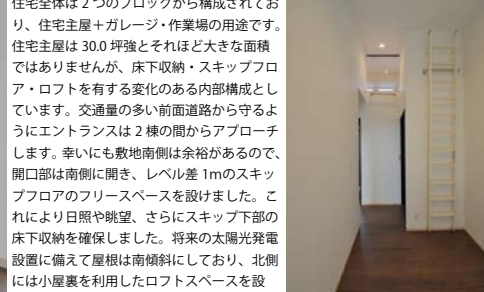 住宅全体は２つのブロックから構成されてお
り、住宅主屋＋ガレージ・作業場の用途です。
住宅主屋は 30.0 坪強とそれほど大きな面積
ではありませんが、床下収納・スキップフロ
ア・ロフトを有する変化のある内部構成とし
ています。交通量の多い前面道路から守るよ
うにエントランスは２棟の間からアプローチ
します。幸いにも敷地南側は余裕があるので、
開口部は南側に開き、レベル差 1mのスキッ
プフロアのフリースペースを設けました。こ
れにより日照や眺望、さらにスキップ下部の
床下収納を確保しました。将来の太陽光発電
設置に備えて屋根は南傾斜にしており、北側
には小屋裏を利用したロフトスペースを設